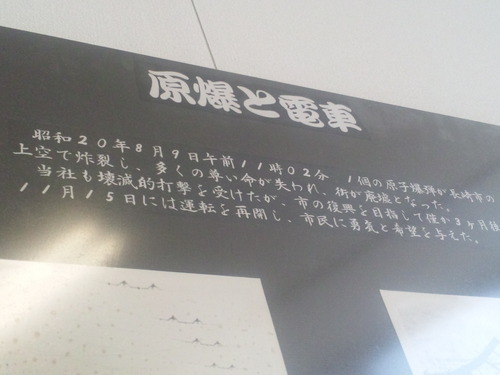 原爆と電車
昭和20年8月9日午前11時02分 1個の原子爆弾が長崎市の
上空で炸裂し、多くの尊い命が失われ、街が廃墟となった。
当社も壊滅的打撃を受けたが、市の復興を目指して僅か3ヶ月後
11月15日には運転を再開し、市民に勇気と希望を与えた。